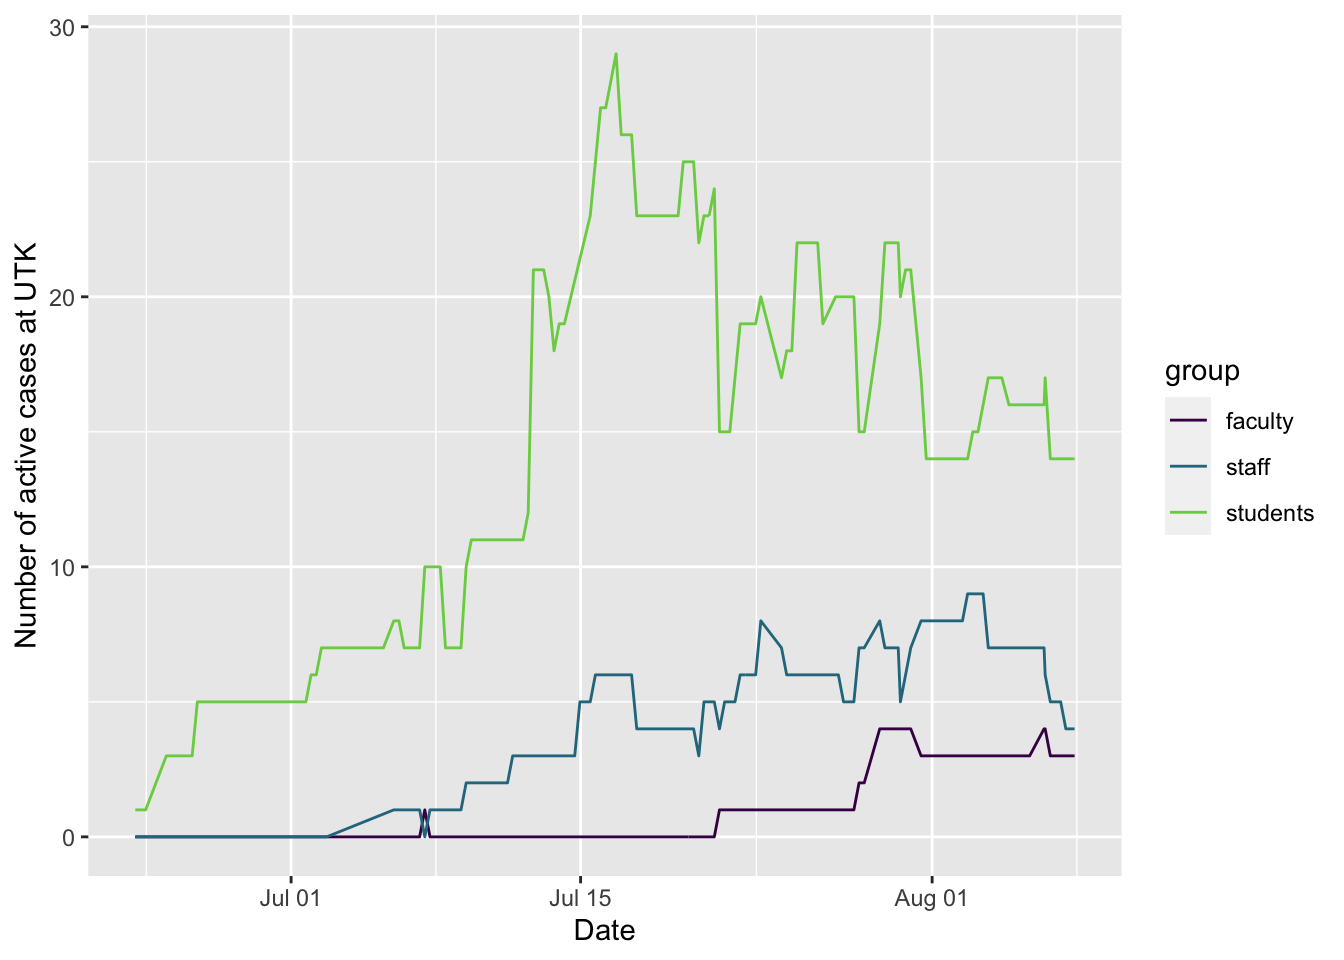 30
20
10
0
Number of active cases at UTK
Jul 01
Jul 15
Aug 01
Date
group
faculty
staff
students